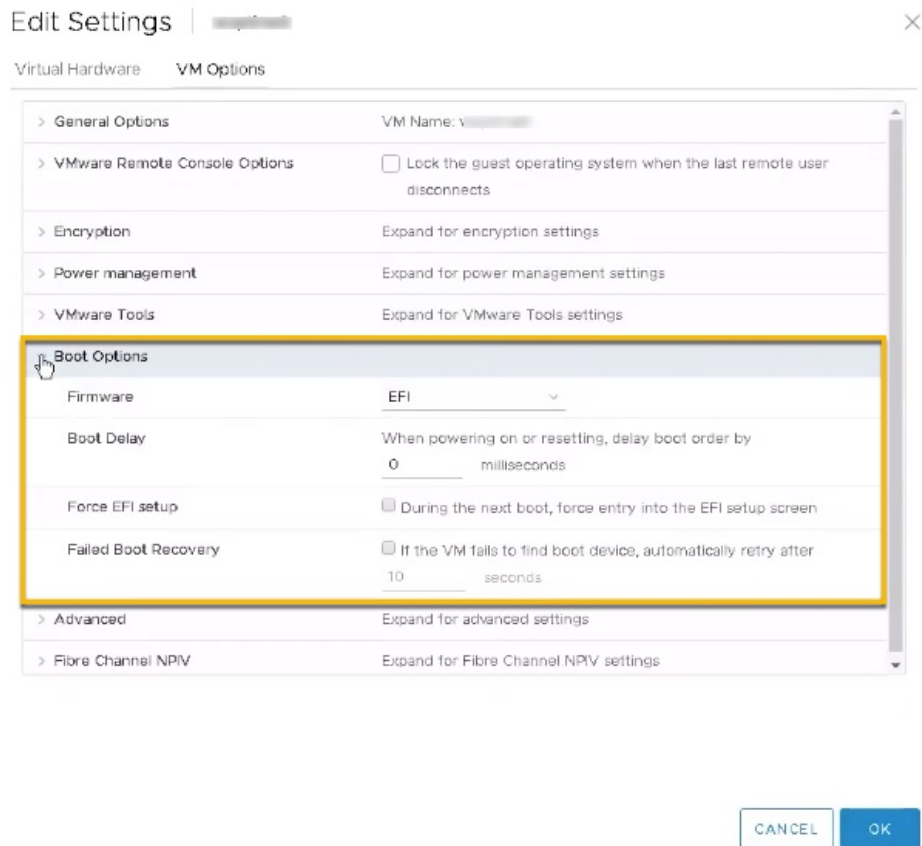 Edit Settings
Virtual Hardware VM Options
General Options VM Name:
VMware Remote Console Options Lock the guest operating system when the last remote user
disconnects
Encryption Expand for encryption settings
Power management Expand for power management settings
VMware Tools Expand for VMware Tools settings
Boot Options
Firmware EFI
Boot Delay When powering on or resetting, delay boot order by
0 milliseconds
Force EFI setup During the next boot, force entry into the EFI setup screen
Failed Boot Recovery If the VM fails to find boot device, automatically retry after
10 seconds
Advanced Expand for advanced settings
Fibre Channel NPIV Expand for Fibre Channel NPIV settings
CANCEL OK